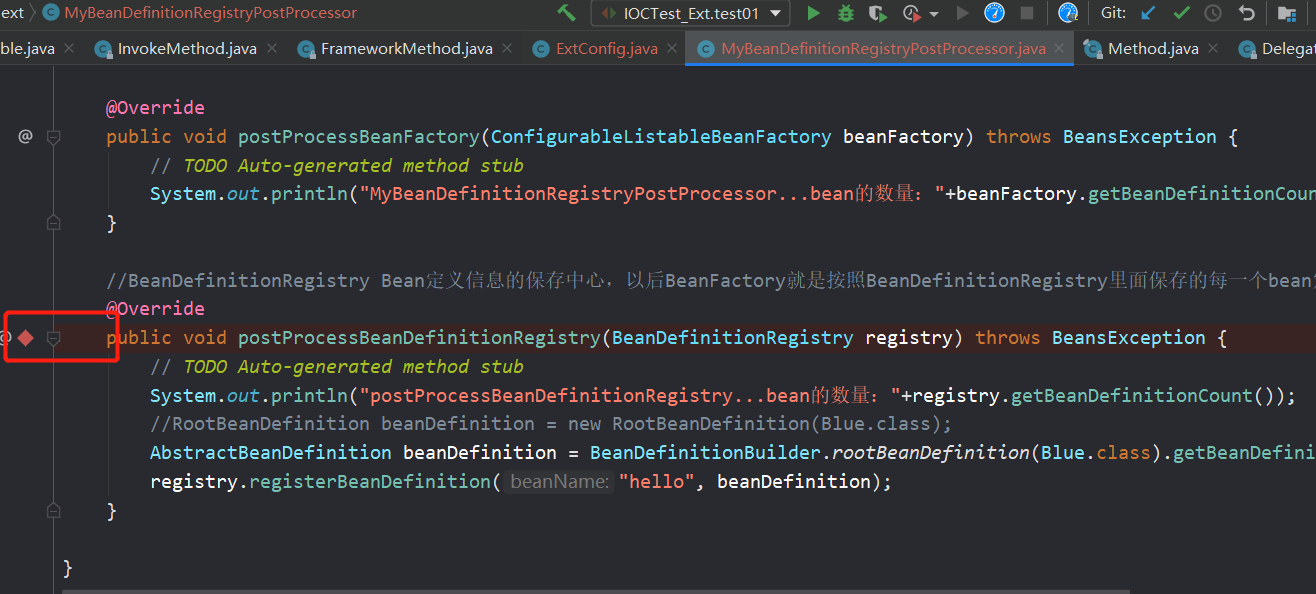 ext MyBeanDefinitionRegistryPostProcessor IOCTest_Ext.test01 Git:
ble.java InvokeMethod.java FrameworkMethod.java ExtConfig.java MyBeanDefinitionRegistryPostProcessor.java Method.java Delegat
@Override
@ public void postProcessBeanFactory(ConfigurableListableBeanFactory beanFactory) throws BeansException {
// TODO Auto-generated method stub
System.out.println("MyBeanDefinitionRegistryPostProcessor...bean的数量："+beanFactory.getBeanDefinitionCoun
}
//BeanDefinitionRegistry Bean定义信息的保存中心，以后BeanFactory就是按照BeanDefinitionRegistry里面保存的每一个bean
@Override
public void postProcessBeanDefinitionRegistry(BeanDefinitionRegistry registry) throws BeansException {
// TODO Auto-generated method stub
System.out.println("postProcessBeanDefinitionRegistry...bean的数量："+registry.getBeanDefinitionCount());
//RootBeanDefinition beanDefinition = new RootBeanDefinition(Blue.class);
AbstractBeanDefinition beanDefinition = BeanDefinitionBuilder.rootBeanDefinition(Blue.class).getBeanDefini
registry.registerBeanDefinition( beanName: "hello", beanDefinition);
}
}